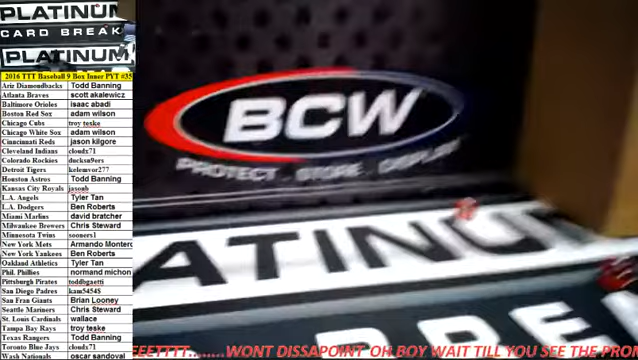 PLATINUM
CARD BREAK
PLATINUM
2016 TTT Baseball 9 Box Inner PYT #35
Ariz Diamondbacks Todd Banning
Atlanta Braves scott akalewicz
Baltimore Orioles isaac abadi
Boston Red Sox adam wilson
Chicago Cubs troy teske
Chicago White Sox adam wilson
Cincinnati Reds jason kilgore
Cleveland Indians cloudx71
Colorado Rockies ducksn9ers
Detroit Tigers kelemvor277
Houston Astros Todd Banning
Kansas City Royals jasonb
L.A. Angels Tyler Tan
L.A. Dodgers Ben Roberts
Miami Marlins david bratcher
Milwaukee Brewers Chris Steward
Minnesota Twins sooners1
New York Mets Armando Montero
New York Yankees Ben Roberts
Oakland Athletics Tyler Tan
Phil. Phillies normand michon
Pittsburgh Pirates toddbgaetti
San Diego Padres kam5454$
San Fran Giants Brian Looney
Seattle Mariners Chris Steward
St. Louis Cardinals wallace
Tampa Bay Rays troy teske
Texas Rangers Todd Banning
Toronto Blue Jays cloudx71
Wash Nationals oscar sandoval
BCW
PROTECT . STORE . DISPLAY
ATINUM
EEETTTT.......WONT DISSAPOINT OH BOY WAIT TILL YOU SEE THE PRO